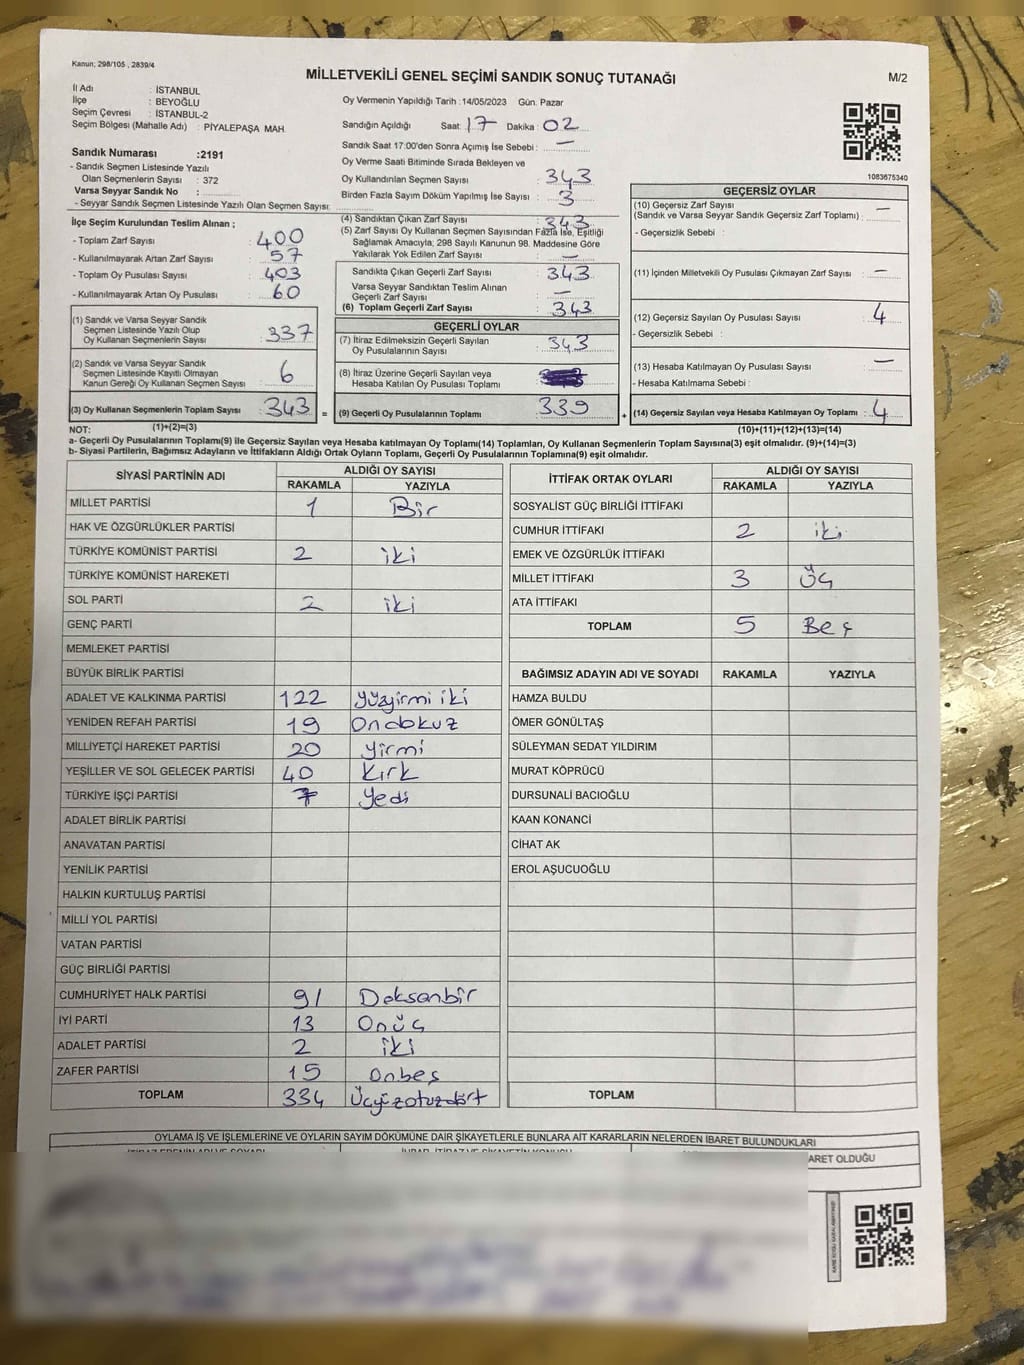 Kanun; 298/105 , 2839/4
MİLLETVEKİLİ GENEL SEÇİMİ SANDIK SONUÇ TUTANAĞI
M/2
İl Adı : İSTANBUL
İlçe : BEYOĞLU
Seçim Çevresi : İSTANBUL-2
Seçim Bölgesi (Mahalle Adı) : PİYALEPAŞA MAH.
Sandık Numarası :2191
- Sandık Seçmen Listesinde Yazılı
Olan Seçmenlerin Sayısı : 372
Varsa Seyyar Sandık No :
- Seyyar Sandık Seçmen Listesinde Yazılı Olan Seçmen Sayısı:
Oy Vermenin Yapıldığı Tarih :14/05/2023 Gün. Pazar
Sandığın Açıldığı Saat: 17 Dakika: 02
Sandık Saat 17:00'den Sonra Açımış İse Sebebi : —
Oy Verme Saati Bitiminde Sırada Bekleyen ve
Oy Kullandırılan Seçmen Sayısı : 343
Birden Fazla Sayım Döküm Yapılmış İse Sayısı : 3
1083675340
İlçe Seçim Kurulundan Teslim Alınan ;
- Toplam Zarf Sayısı : 400
- Kullanılmayarak Artan Zarf Sayısı : 57
- Toplam Oy Pusulası Sayısı : 403
- Kullanılmayarak Artan Oy Pusulası : 60
(1) Sandık ve Varsa Seyyar Sandık
Seçmen Listesinde Yazılı Olup
Oy Kullanan Seçmenlerin Sayısı : 337
(2) Sandık ve Varsa Seyyar Sandık
Seçmen Listesinde Kayıtlı Olmayan
Kanun Gereği Oy Kullanan Seçmen Sayısı : 6
(3) Oy Kullanan Seçmenlerin Toplam Sayısı : 343 =
(1)+(2)=(3)
(4) Sandıktan Çıkan Zarf Sayısı : 343
(5) Zarf Sayısı Oy Kullanan Seçmen Sayısından Fazla İse, Eşitliği
Sağlamak Amacıyla; 298 Sayılı Kanunun 98. Maddesine Göre
Yakılarak Yok Edilen Zarf Sayısı : —
Sandıkta Çıkan Geçerli Zarf Sayısı : 343
Varsa Seyyar Sandıktan Teslim Alınan
Geçerli Zarf Sayısı : —
(6) Toplam Geçerli Zarf Sayısı : 343
GEÇERLİ OYLAR
(7) İtiraz Edilmeksizin Geçerli Sayılan
Oy Pusulalarının Sayısı : 343
(8) İtiraz Üzerine Geçerli Sayılan veya
Hesaba Katılan Oy Pusulası Toplamı :
(9) Geçerli Oy Pusulalarının Toplamı : 339 +
GEÇERSİZ OYLAR
(10) Geçersiz Zarf Sayısı
(Sandık ve Varsa Seyyar Sandık Geçersiz Zarf Toplamı) : —
- Geçersizlik Sebebi :
(11) İçinden Milletvekili Oy Pusulası Çıkmayan Zarf Sayısı : —
(12) Geçersiz Sayılan Oy Pusulası Sayısı : 4
- Geçersizlik Sebebi :
(13) Hesaba Katılmayan Oy Pusulası Sayısı : —
- Hesaba Katılmama Sebebi :
(14) Geçersiz Sayılan veya Hesaba Katılmayan Oy Toplamı : 4
(10)+(11)+(12)+(13)=(14)
NOT:
a- Geçerli Oy Pusulalarının Toplamı(9) ile Geçersiz Sayılan veya Hesaba katılmayan Oy Toplamı(14) Toplamları, Oy Kullanan Seçmenlerin Toplam Sayısına(3) eşit olmalıdır. (9)+(14)=(3)
b- Siyasi Partilerin, Bağımsız Adayların ve İttifakların Aldığı Ortak Oyların Toplamı, Geçerli Oy Pusulalarının Toplamına(9) eşit olmalıdır.
SİYASİ PARTİNİN ADI ALDIĞI OY SAYISI
RAKAMLA YAZIYLA
MİLLET PARTİSİ 1 Bir
HAK VE ÖZGÜRLÜKLER PARTİSİ
TÜRKİYE KOMÜNİST PARTİSİ 2 iki
TÜRKİYE KOMÜNİST HAREKETİ
SOL PARTİ 2 iki
GENÇ PARTİ
MEMLEKET PARTİSİ
BÜYÜK BİRLİK PARTİSİ
ADALET VE KALKINMA PARTİSİ 122 yüzyirmi iki
YENİDEN REFAH PARTİSİ 19 Ondokuz
MİLLİYETÇİ HAREKET PARTİSİ 20 yirmi
YEŞİLLER VE SOL GELECEK PARTİSİ 40 kırk
TÜRKİYE İŞÇİ PARTİSİ 7 yedi
ADALET BİRLİK PARTİSİ
ANAVATAN PARTİSİ
YENİLİK PARTİSİ
HALKIN KURTULUŞ PARTİSİ
MİLLİ YOL PARTİSİ
VATAN PARTİSİ
GÜÇ BİRLİĞİ PARTİSİ
CUMHURİYET HALK PARTİSİ 91 Doksanbir
İYİ PARTİ 13 Onüç
ADALET PARTİSİ 2 iki
ZAFER PARTİSİ 15 Onbeş
TOPLAM 334 Üçyüzotuzdört
İTTİFAK ORTAK OYLARI ALDIĞI OY SAYISI
RAKAMLA YAZIYLA
SOSYALİST GÜÇ BİRLİĞİ İTTİFAKI
CUMHUR İTTİFAKI 2 iki
EMEK VE ÖZGÜRLÜK İTTİFAKI
MİLLET İTTİFAKI 3 Üç
ATA İTTİFAKI
TOPLAM 5 Beş
BAĞIMSIZ ADAYIN ADI VE SOYADI RAKAMLA YAZIYLA
HAMZA BULDU
ÖMER GÖNÜLTAŞ
SÜLEYMAN SEDAT YILDIRIM
MURAT KÖPRÜCÜ
DURSUNALİ BACIOĞLU
KAAN KONANCİ
CİHAT AK
EROL AŞUCUOĞLU
TOPLAM
OYLAMA İŞ VE İŞLEMLERİNE VE OYLARIN SAYIM DÖKÜMÜNE DAİR ŞİKAYETLERLE BUNLARA AİT KARARLARIN NELERDEN İBARET BULUNDUKLARI
ARET OLDUĞU